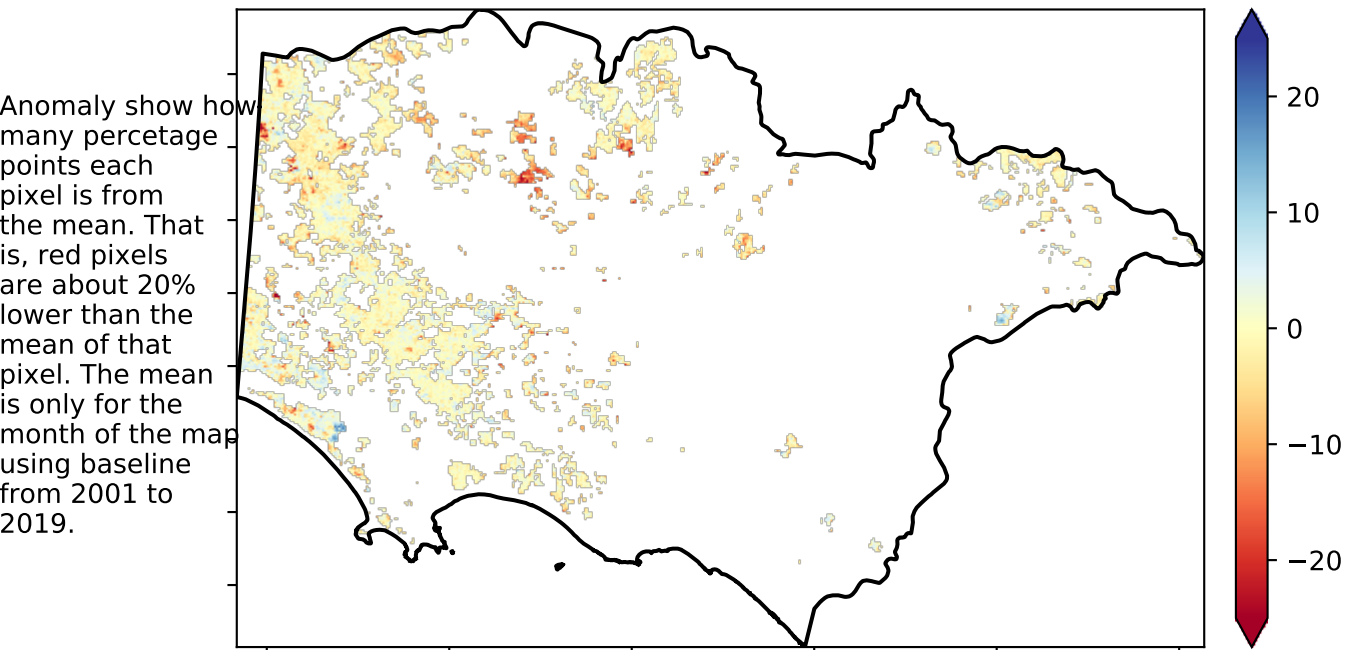 Anomaly show how
many percetage
points each
pixel is from
the mean. That
is, red pixels
are about 20%
lower than the
mean of that
pixel. The mean
is only for the
month of the map
using baseline
from 2001 to
2019.
20
10
0
−10
−20